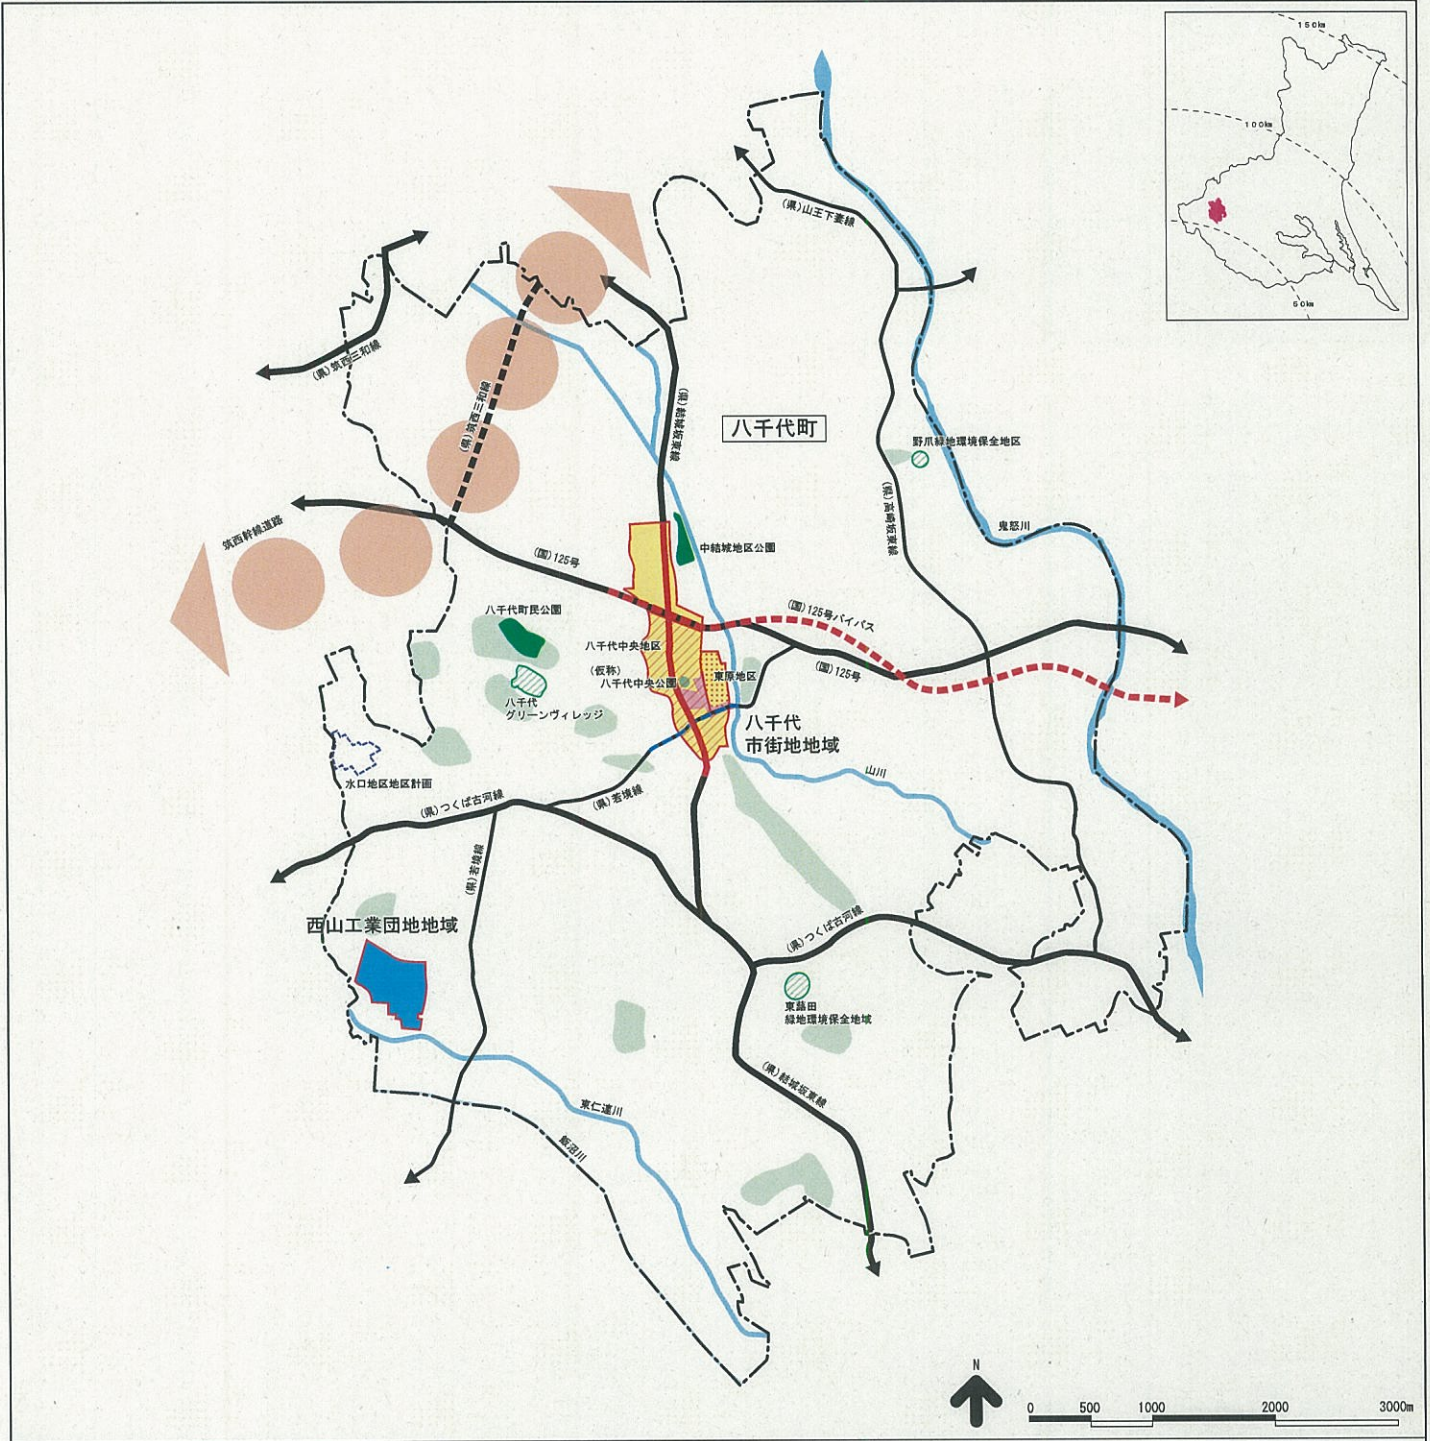 150km
100km
50km
(県)山王下妻線
(県)筑西三和線
(県)筑西三和線
(県)結城坂東線
八千代町
野爪緑地環境保全地区
(県)高崎坂東線
鬼怒川
筑西幹線道路
(国)125号
中結城地区公園
八千代町民公園
(国)125号バイパス
八千代中央地区
(仮称)
八千代中央公園
東原地区
(国)125号
八千代
グリーンヴィレッジ
八千代
市街地地域
水口地区地区計画
山川
(県)つくば古河線
(県)若境線
(県)若境線
西山工業団地地域
(県)つくば古河線
東蕗田
緑地環境保全地域
(県)結城坂東線
東仁連川
飯沼川
N
0 500 1000 2000 3000m